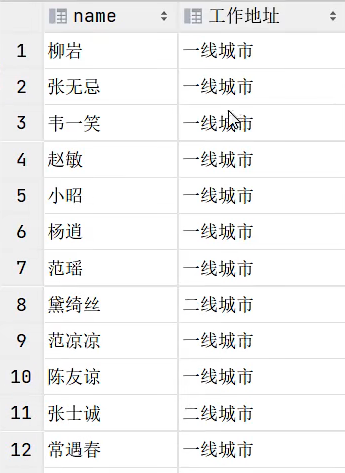 name 工作地址
1 柳岩 一线城市
2 张无忌 一线城市
3 韦一笑 一线城市
4 赵敏 一线城市
5 小昭 一线城市
6 杨逍 一线城市
7 范瑶 一线城市
8 黛绮丝 二线城市
9 范凉凉 一线城市
10 陈友谅 一线城市
11 张士诚 二线城市
12 常遇春 一线城市